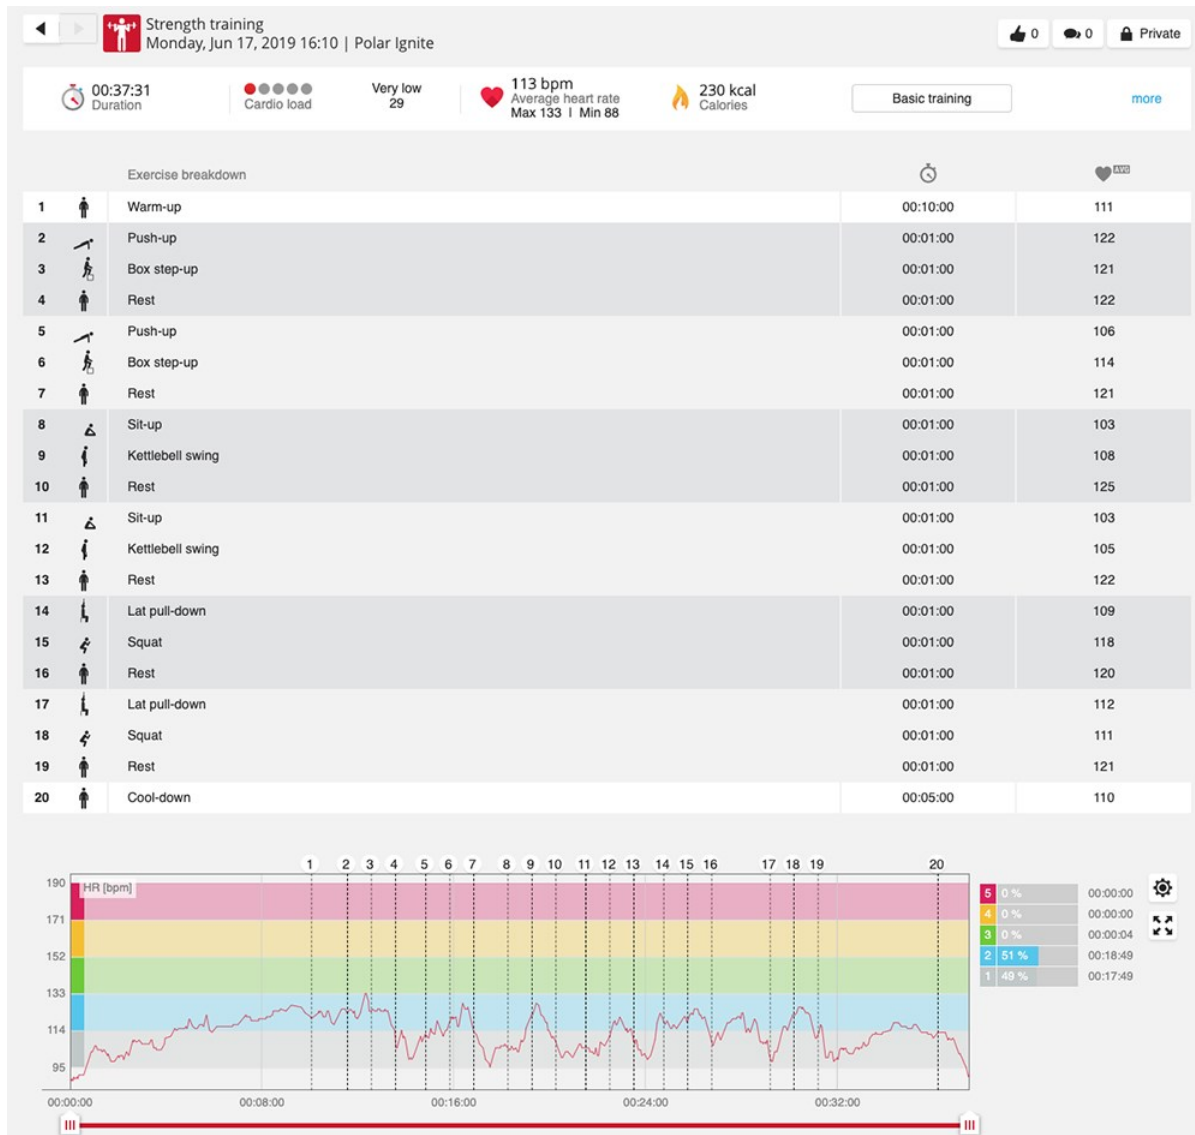 Strength training
Monday, Jun 17, 2019 16:10 | Polar Ignite
0
0
Private
00:37:31
Duration
Cardio load
Very low
29
113 bpm
Average heart rate
Max 133 | Min 88
230 kcal
Calories
Basic training
more
Exercise breakdown AVG
1 Warm-up 00:10:00 111
2 Push-up 00:01:00 122
3 Box step-up 00:01:00 121
4 Rest 00:01:00 122
5 Push-up 00:01:00 106
6 Box step-up 00:01:00 114
7 Rest 00:01:00 121
8 Sit-up 00:01:00 103
9 Kettlebell swing 00:01:00 108
10 Rest 00:01:00 125
11 Sit-up 00:01:00 103
12 Kettlebell swing 00:01:00 105
13 Rest 00:01:00 122
14 Lat pull-down 00:01:00 109
15 Squat 00:01:00 118
16 Rest 00:01:00 120
17 Lat pull-down 00:01:00 112
18 Squat 00:01:00 111
19 Rest 00:01:00 121
20 Cool-down 00:05:00 110
1 2 3 4 5 6 7 8 9 10 11 12 13 14 15 16 17 18 19 20
HR [bpm]
190
171
152
133
114
95
00:00:00 00:08:00 00:16:00 00:24:00 00:32:00
5 0 % 00:00:00
4 0 % 00:00:00
3 0 % 00:00:04
2 51 % 00:18:49
1 49 % 00:17:49